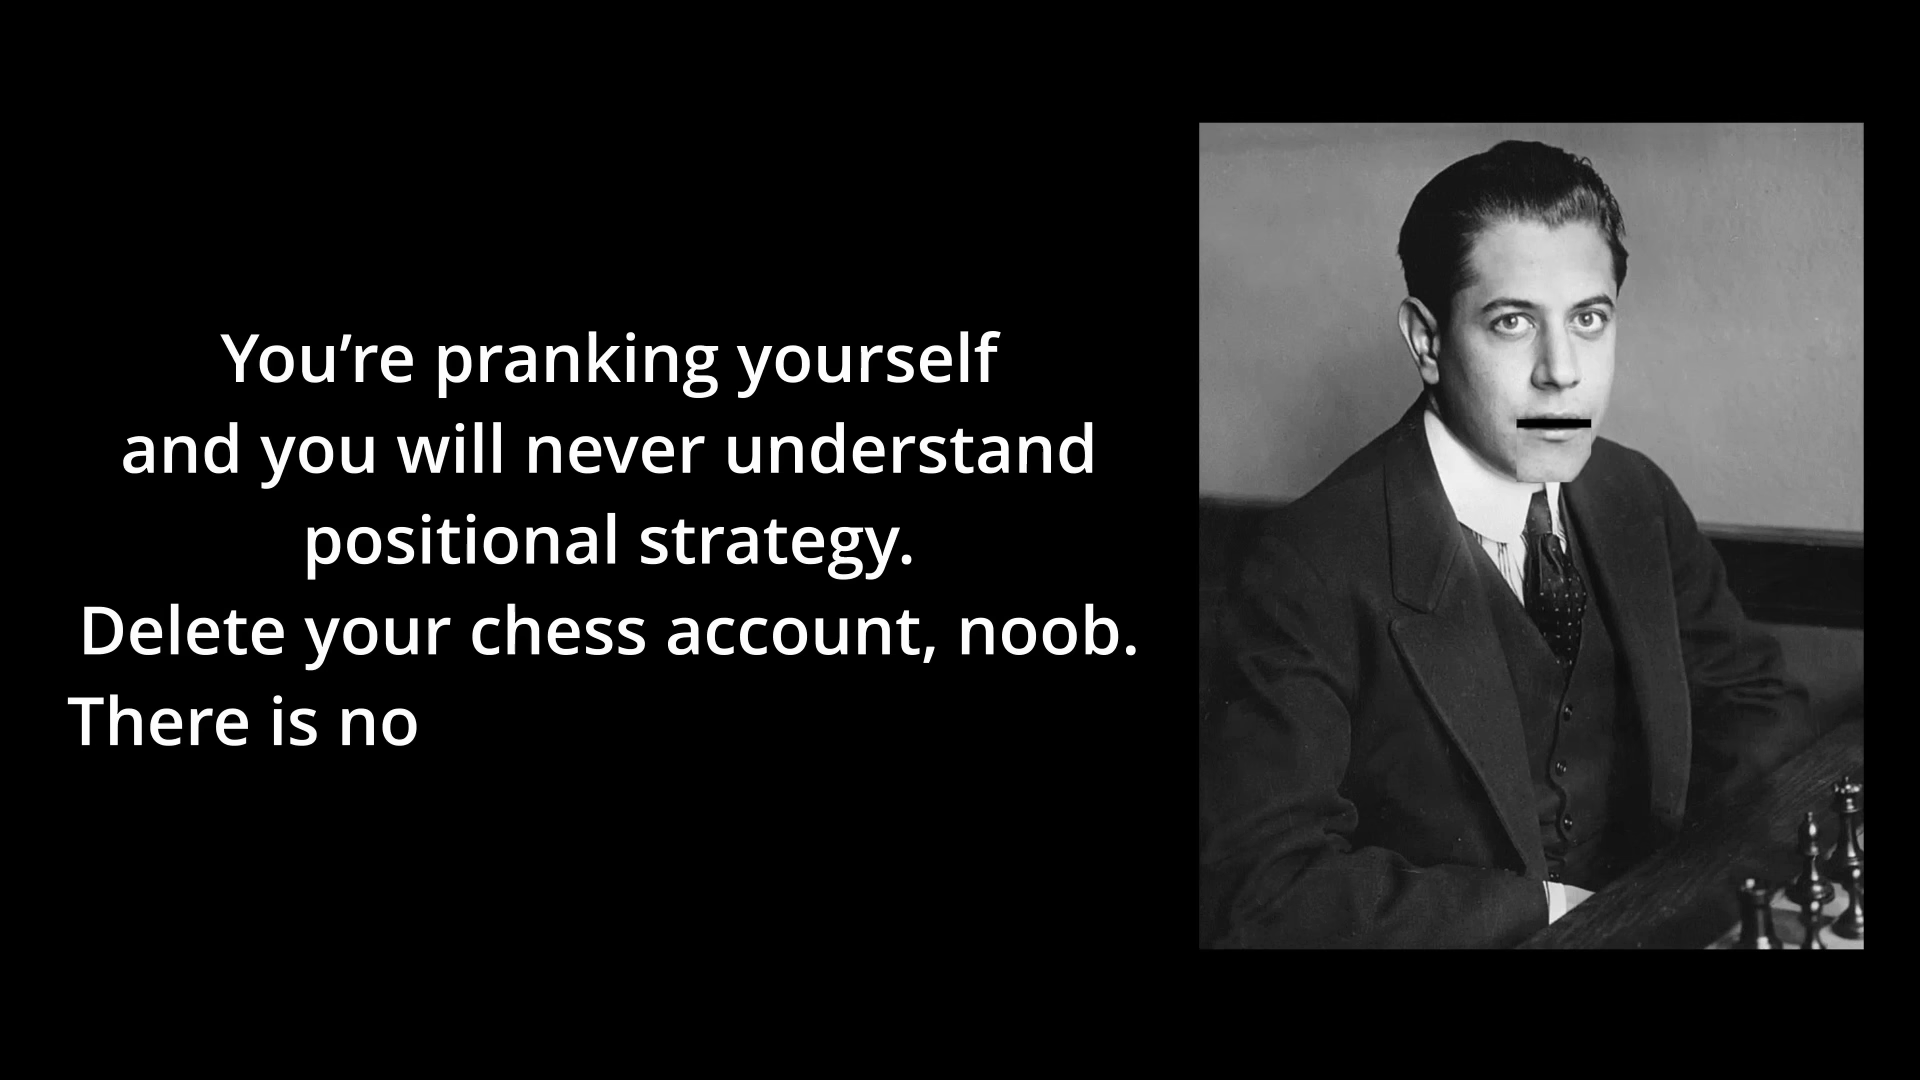 You’re pranking yourself
and you will never understand
positional strategy.
Delete your chess account, noob.
There is no